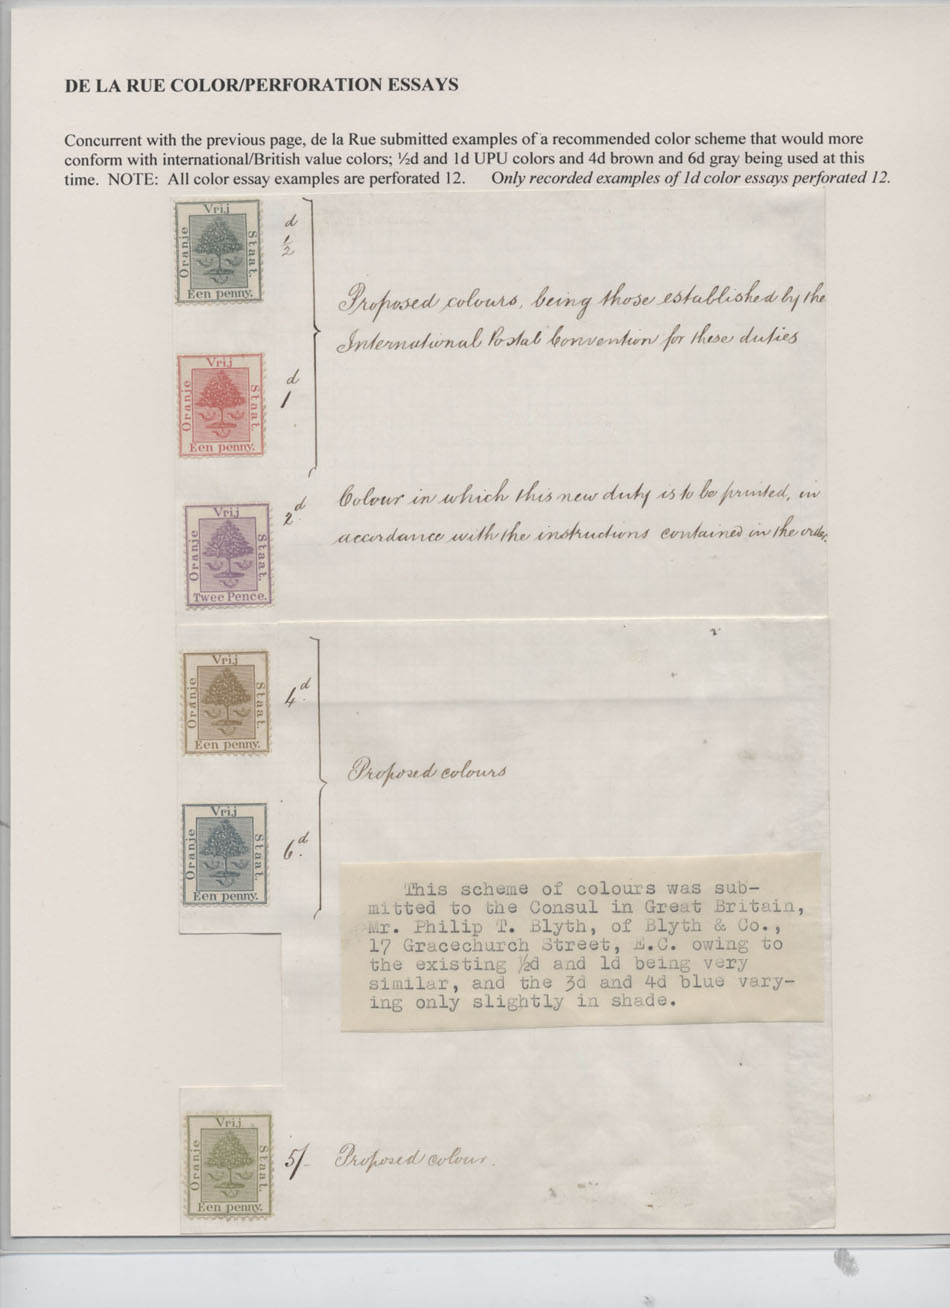 DE LA RUE COLOR/PERFORATION ESSAYS
Concurrent with the previous page, de la Rue submitted examples of a recommended color scheme that would more
conform with international/British value colors; ½d and 1d UPU colors and 4d brown and 6d gray being used at this
time. NOTE: All color essay examples are perforated 12. Only recorded examples of 1d color essays perforated 12.
Vrij
Oranje
Staat.
Een penny.
d
½
Proposed colours, being those established by the
International Postal Convention for these duties
Vrij
Oranje
Staat.
Een penny.
d
1
Vrij
Oranje
Staat.
Twee Pence.
2d
Colour in which this new duty is to be printed, in
accordance with the instructions contained in the order.
Vrij
Oranje
Staat.
Een penny.
4d
Proposed colours
Vrij
Oranje
Staat.
Een penny.
6d
This scheme of colours was sub-
mitted to the Consul in Great Britain,
Mr. Philip T. Blyth, of Blyth & Co.,
17 Gracechurch Street, E.C. owing to
the existing ½d and 1d being very
similar, and the 3d and 4d blue vary-
ing only slightly in shade.
Vrij
Oranje
Staat.
Een penny.
5/- Proposed colour.